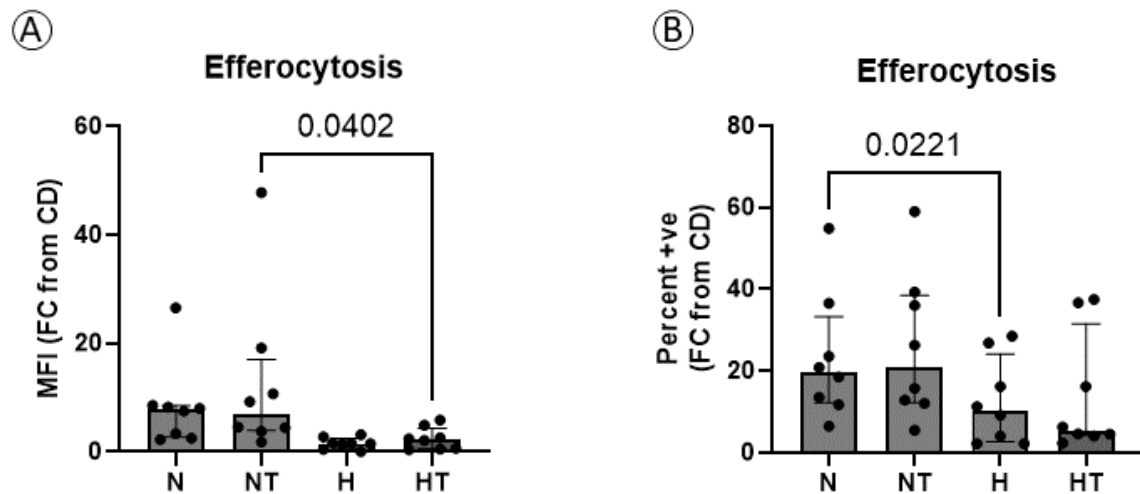 A
Efferocytosis
MFI (FC from CD)
60
40
20
0
0.0402
N NT H HT
B
Efferocytosis
Percent +ve
(FC from CD)
80
60
40
20
0
0.0221
N NT H HT